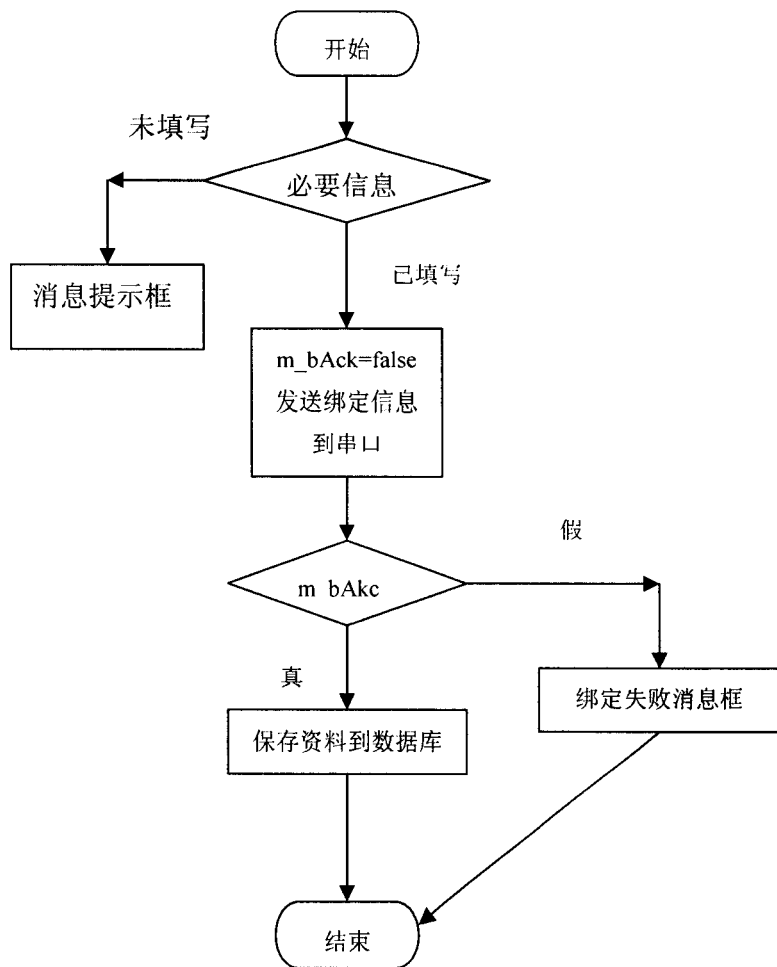 开始
未填写
必要信息
消息提示框
已填写
m_bAck=false
发送绑定信息
到串口
假
m bAkc
真
绑定失败消息框
保存资料到数据库
结束